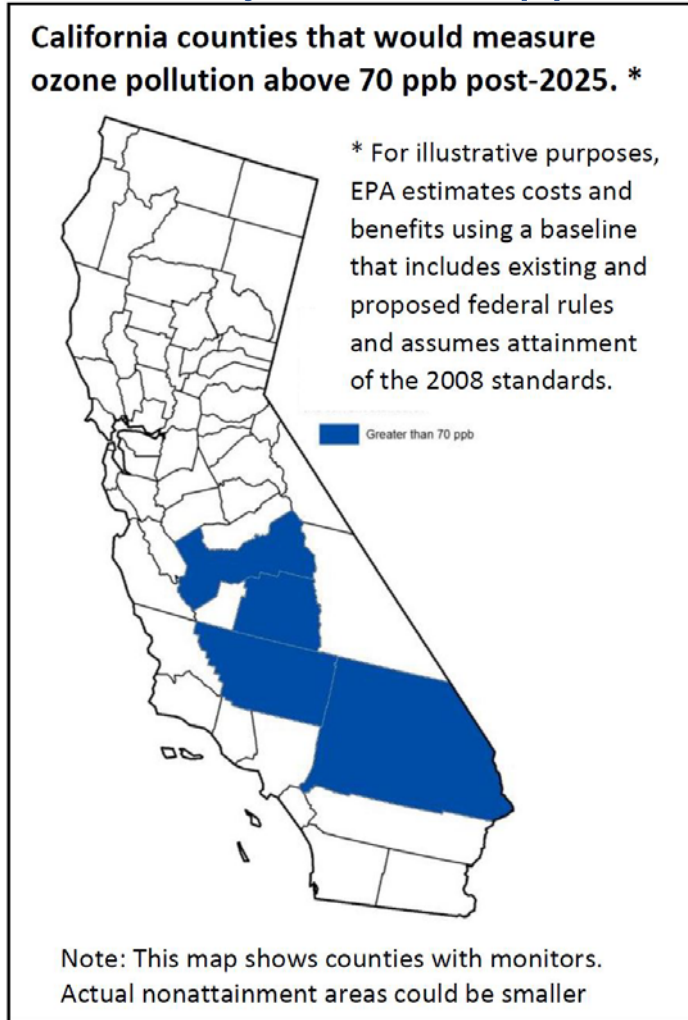 California counties that would measure
ozone pollution above 70 ppb post-2025. *
* For illustrative purposes,
EPA estimates costs and
benefits using a baseline
that includes existing and
proposed federal rules
and assumes attainment
of the 2008 standards.
Greater than 70 ppb
Note: This map shows counties with monitors.
Actual nonattainment areas could be smaller